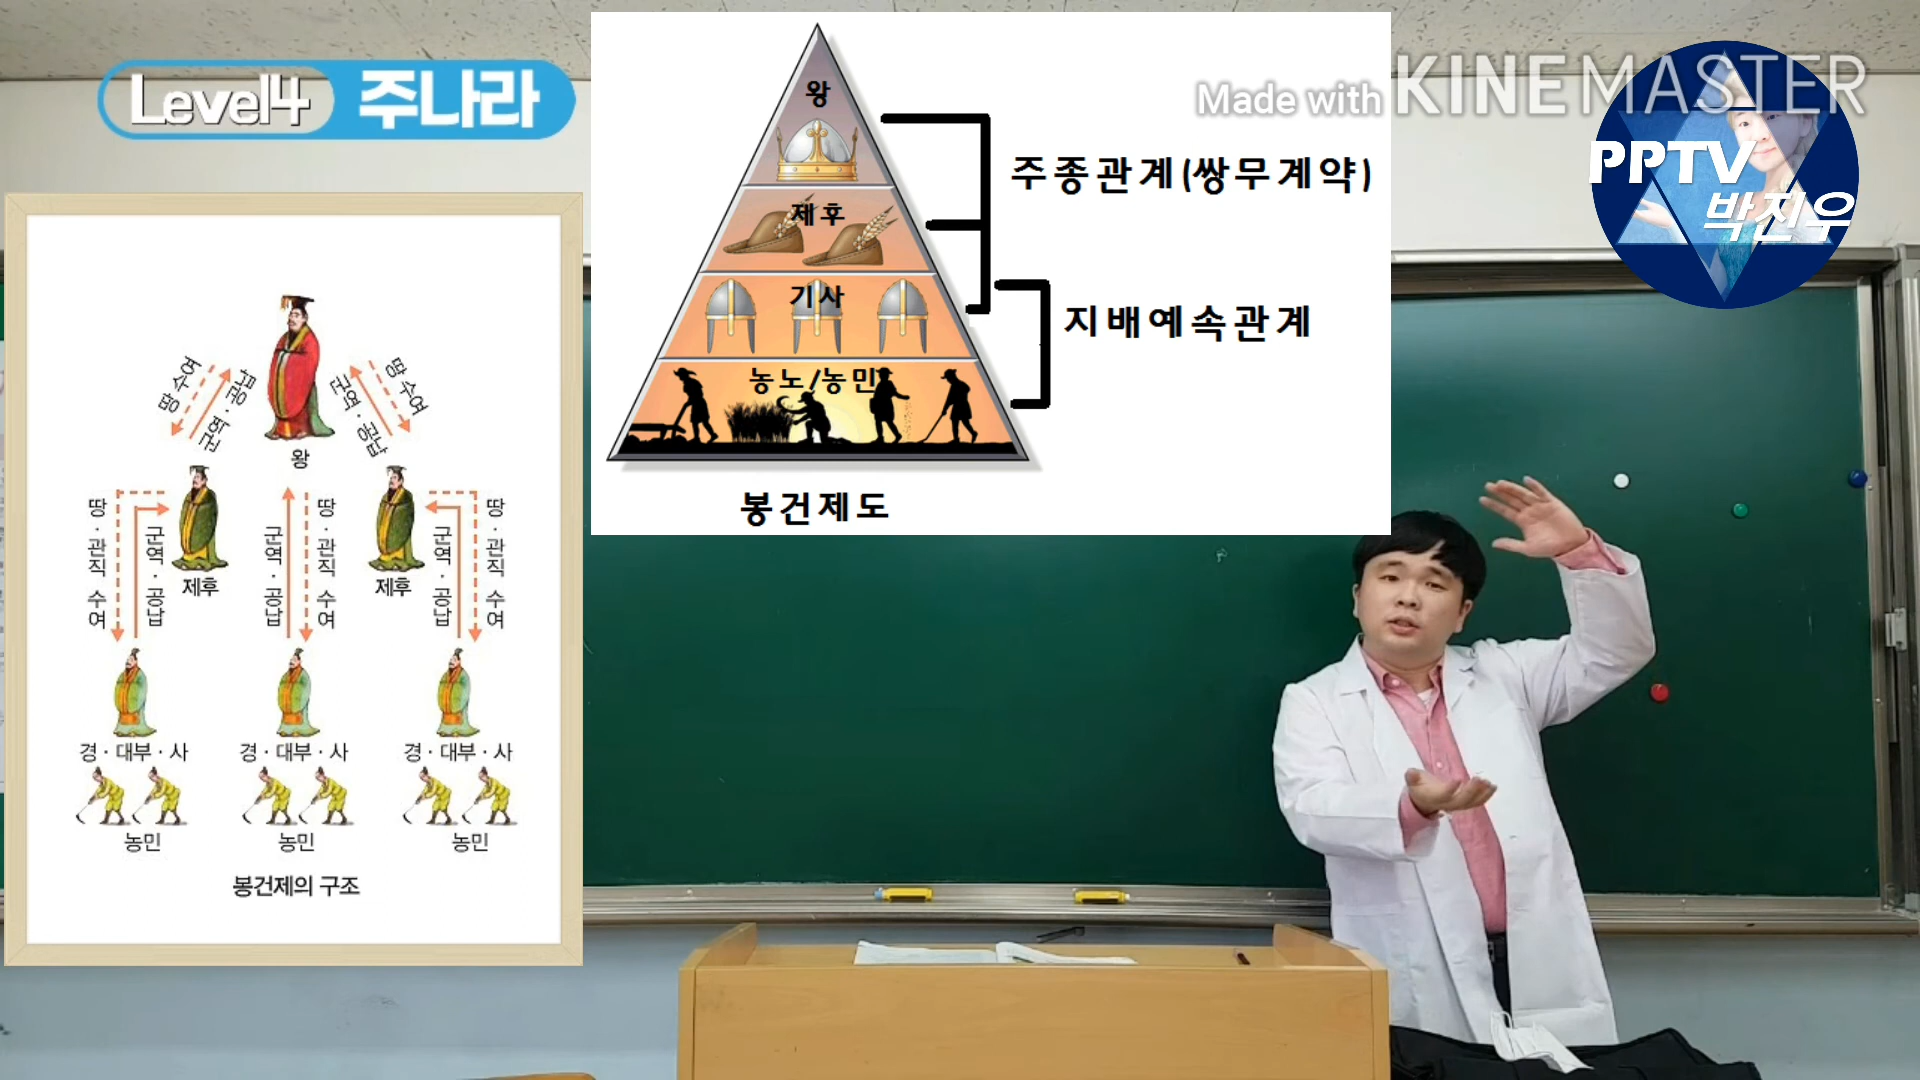 Level4 주나라
왕
제후
기사
농노/농민
봉건제도
주종관계(쌍무계약)
지배예속관계
Made with KINEMASTER
PPTV
박진우
땅 수여
군역·공납
땅 수여
군역·공납
왕
제후
제후
땅·관직 수여
군역·공납
군역·공납
땅·관직 수여
군역·공납
땅·관직 수여
경·대부·사
경·대부·사
경·대부·사
농민
농민
농민
봉건제의 구조